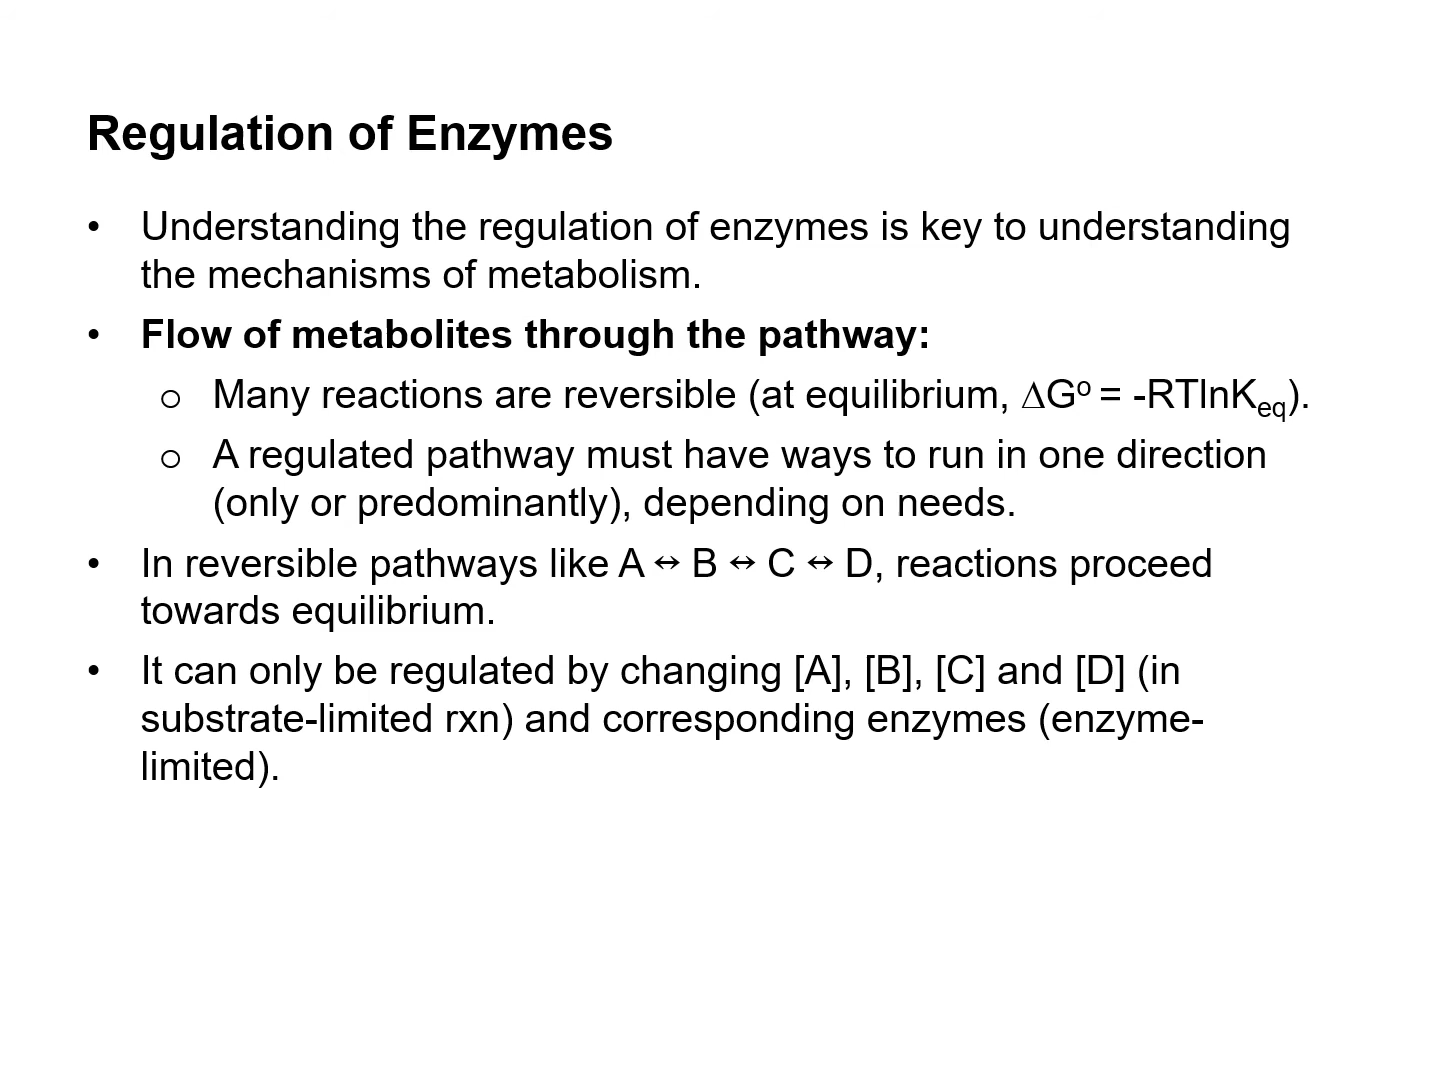 Regulation of Enzymes
• Understanding the regulation of enzymes is key to understanding
the mechanisms of metabolism.
• Flow of metabolites through the pathway:
o Many reactions are reversible (at equilibrium, ∆Gº = -RTlnKeq).
o A regulated pathway must have ways to run in one direction
(only or predominantly), depending on needs.
• In reversible pathways like A ↔ B ↔ C ↔ D, reactions proceed
towards equilibrium.
• It can only be regulated by changing [A], [B], [C] and [D] (in
substrate-limited rxn) and corresponding enzymes (enzyme-
limited).